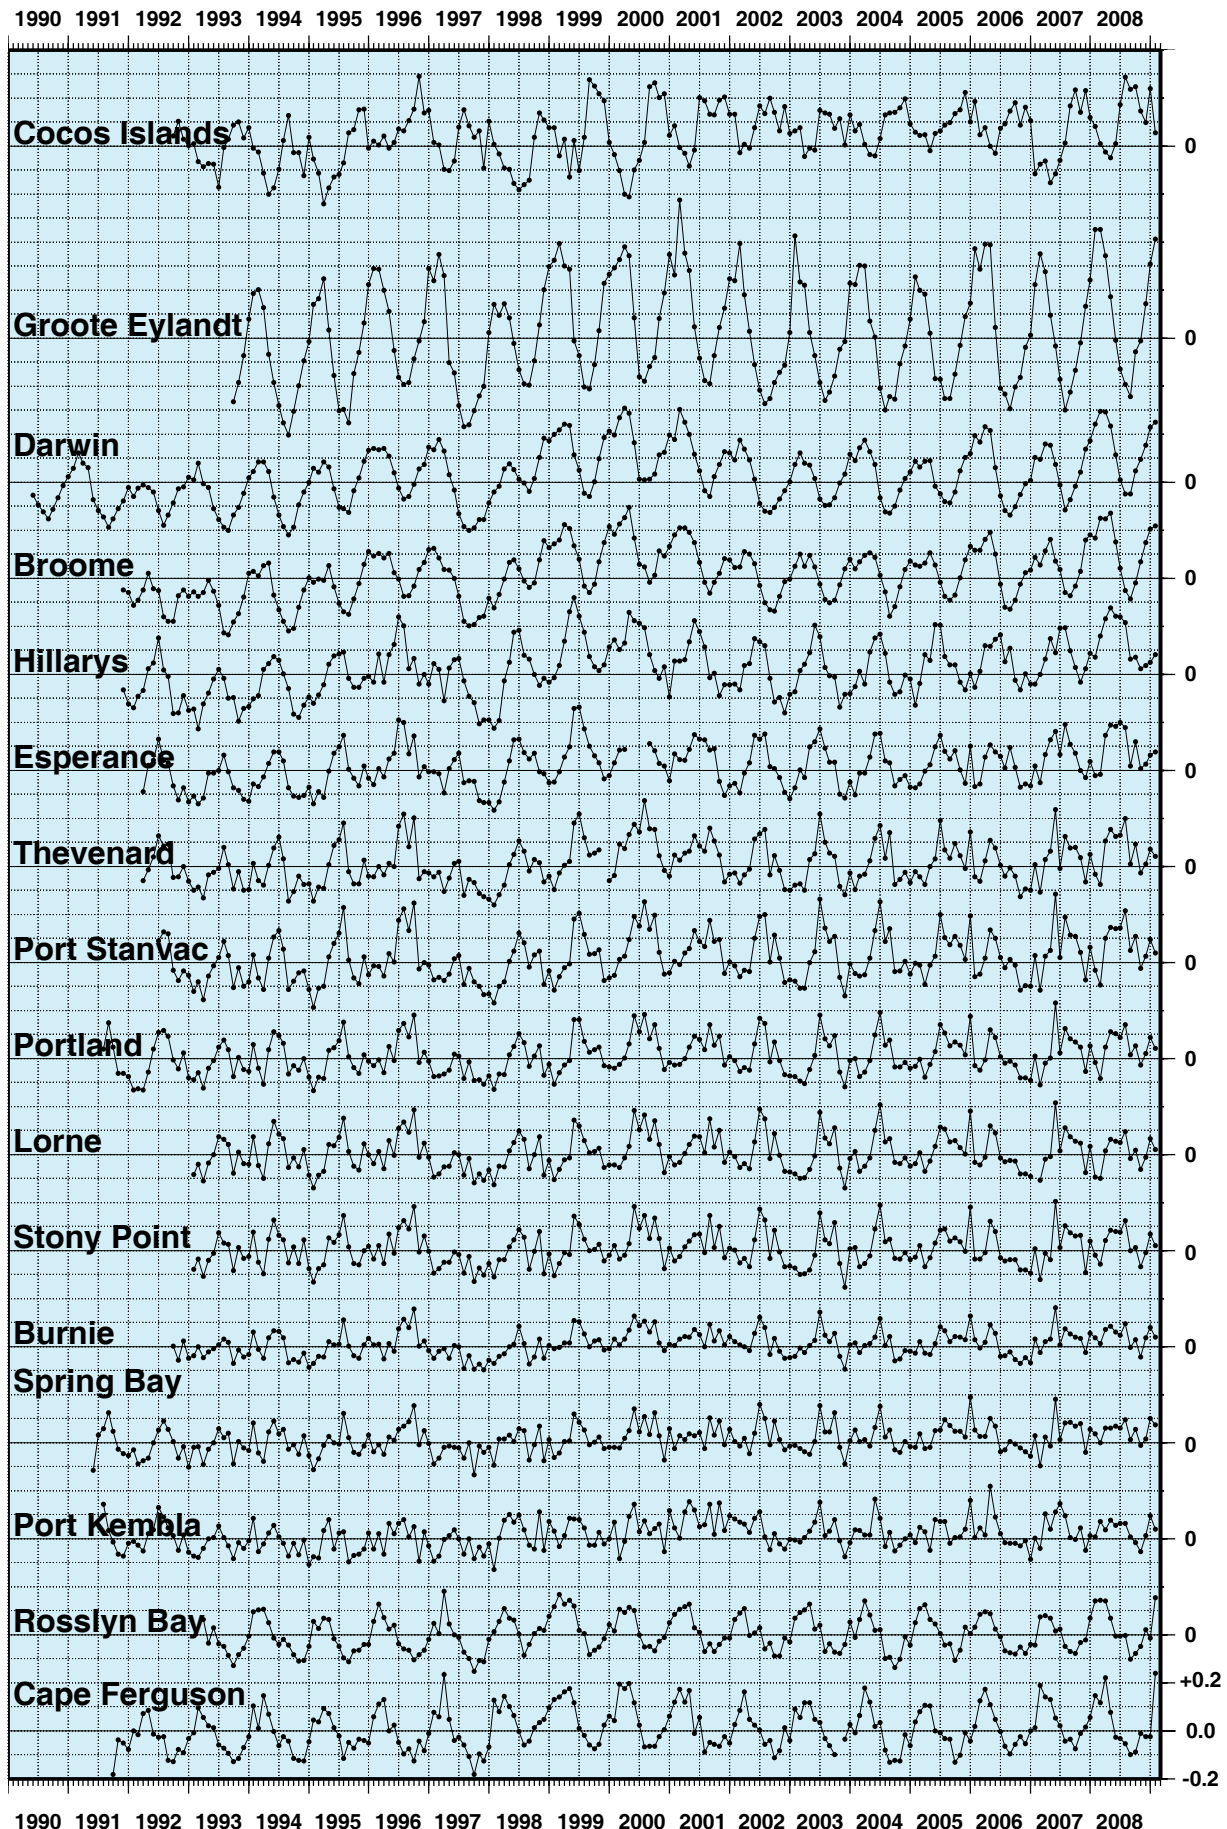 1990 1991 1992 1993 1994 1995 1996 1997 1998 1999 2000 2001 2002 2003 2004 2005 2006 2007 2008
Cocos Islands 0
Groote Eylandt 0
Darwin 0
Broome 0
Hillarys 0
Esperance 0
Thevenard 0
Port Stanvac 0
Portland 0
Lorne 0
Stony Point 0
Burnie 0
Spring Bay
0
Port Kembla 0
Rosslyn Bay 0
+0.2
Cape Ferguson
0.0
-0.2
1990 1991 1992 1993 1994 1995 1996 1997 1998 1999 2000 2001 2002 2003 2004 2005 2006 2007 2008